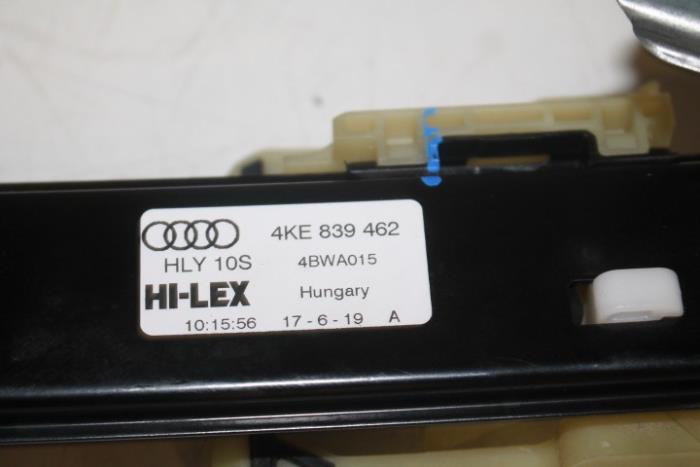 4KE 839 462
HLY 10S 4BWA015
HI-LEX Hungary
10:15:56 17 - 6 - 19 A